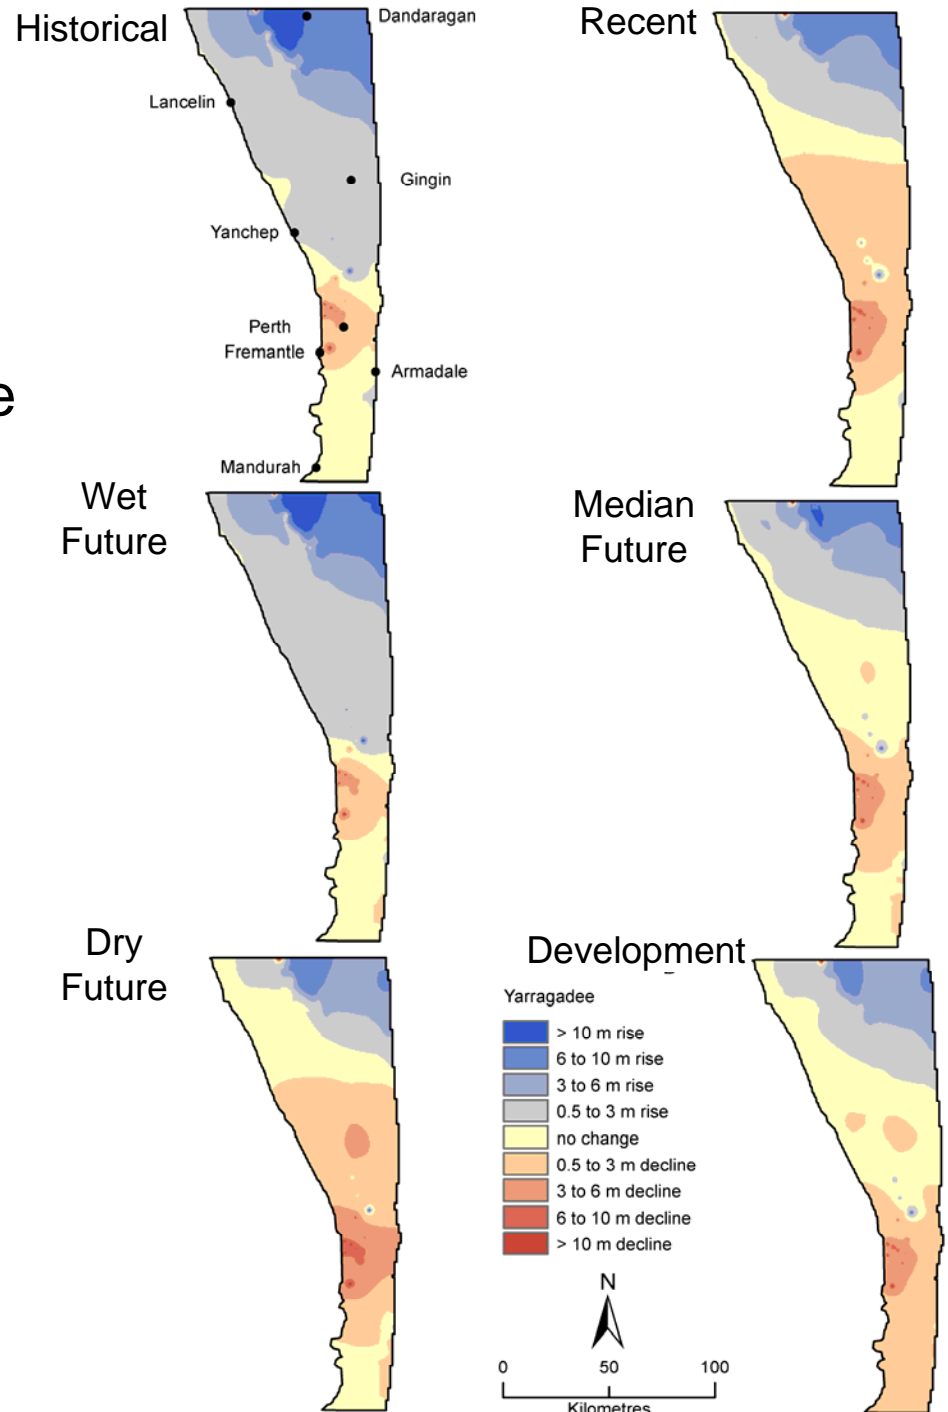 Historical
Dandaragan
Lancelin
Gingin
Yanchep
Perth
Fremantle
Armadale
Mandurah
Recent
e
Wet
Future
Median
Future
Dry
Future
Development
Yarragadee
> 10 m rise
6 to 10 m rise
3 to 6 m rise
0.5 to 3 m rise
no change
0.5 to 3 m decline
3 to 6 m decline
6 to 10 m decline
> 10 m decline
N
0 50 100
Kilometres